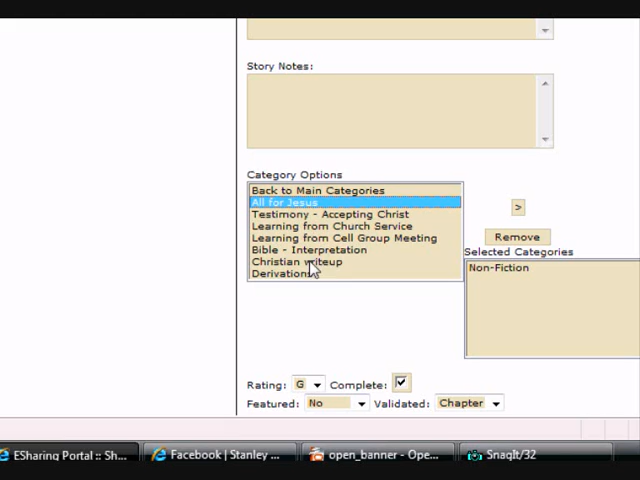 Story Notes:
Category Options
Back to Main Categories
All for Jesus
Testimony - Accepting Christ
Learning from Church Service
Learning from Cell Group Meeting
Bible - Interpretation
Christian writeup
Derivations
>
Remove
Selected Categories
Non-Fiction
Rating: G Complete:
Featured: No Validated: Chapter
ESharing Portal :: Sh... Facebook | Stanley ... open_banner - Ope... SnagIt/32